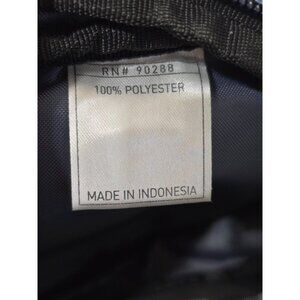 RN# 90288
100% POLYESTER
MADE IN INDONESIA